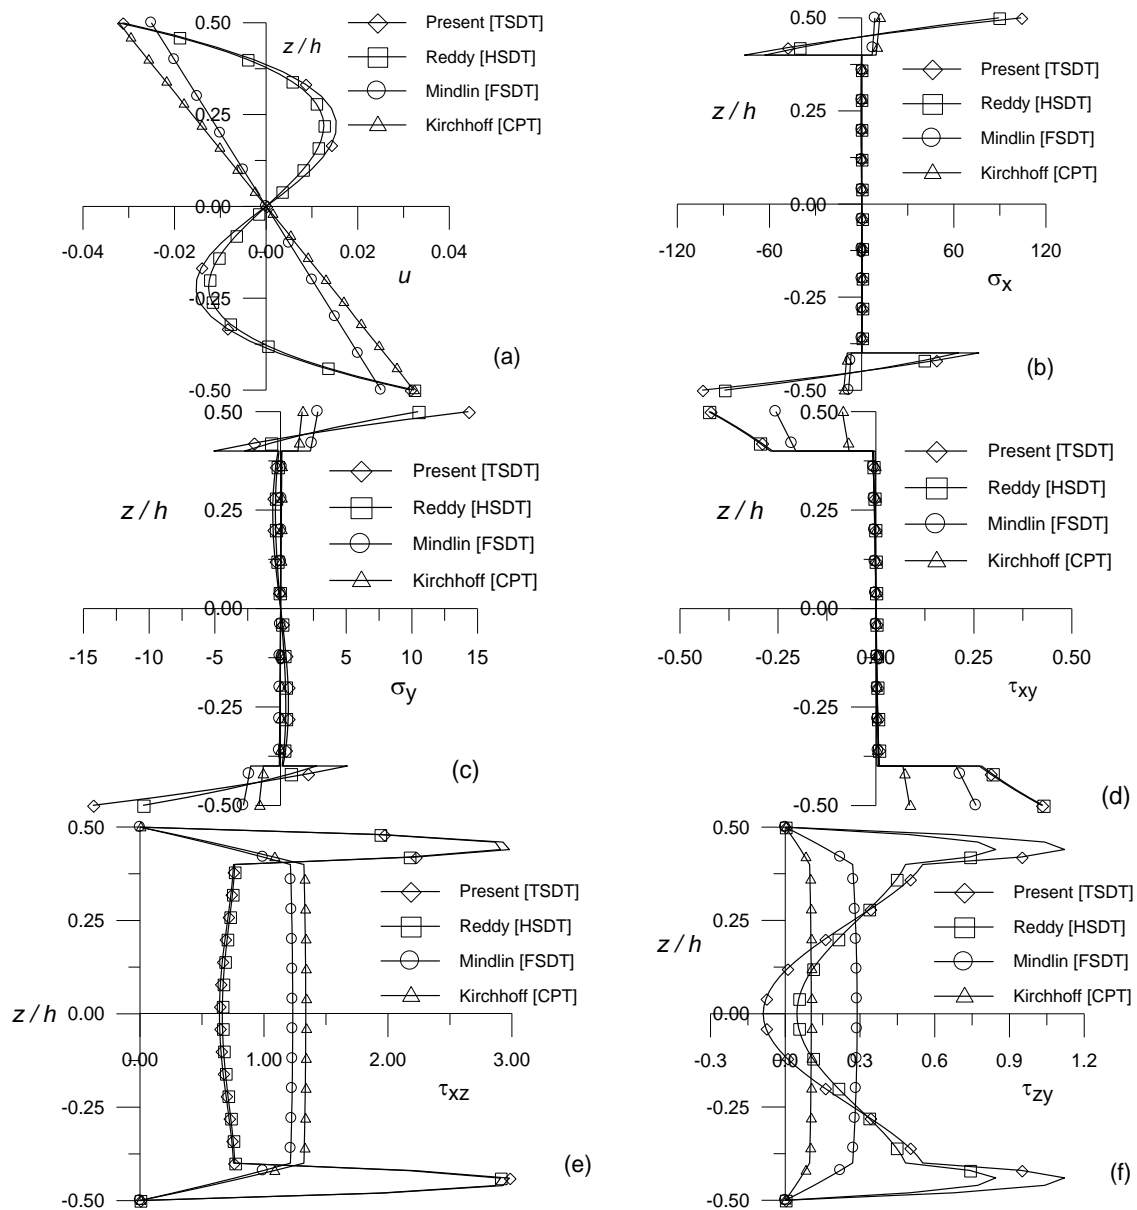 0.50
z / h
Present [TSDT]
Reddy [HSDT]
Mindlin [FSDT]
Kirchhoff [CPT]
0.25
0.00
-0.04 -0.02 0.00 0.02 0.04
u
-0.25
(a)
-0.50
0.50
Present [TSDT]
z / h
Reddy [HSDT]
Mindlin [FSDT]
Kirchhoff [CPT]
0.25
0.00
-120 -60 60 120
σx
-0.25
(b)
-0.50
0.50
Present [TSDT]
z / h
Reddy [HSDT]
0.25
Mindlin [FSDT]
Kirchhoff [CPT]
0.00
-15 -10 -5 5 10 15
σy
-0.25
(c)
-0.50
0.50
Present [TSDT]
Reddy [HSDT]
z / h
0.25
Mindlin [FSDT]
Kirchhoff [CPT]
0.00
-0.50 -0.25 0.00 0.25 0.50
τxy
-0.25
(d)
-0.50
0.50
Present [TSDT]
Reddy [HSDT]
0.25
Mindlin [FSDT]
Kirchhoff [CPT]
z / h
0.00
0.00 1.00 2.00 3.00
τxz
-0.25
(e)
-0.50
0.50
Present [TSDT]
Reddy [HSDT]
z / h
0.25
Mindlin [FSDT]
Kirchhoff [CPT]
0.00
-0.3 0.0 0.3 0.6 0.9 1.2
τzy
-0.25
(f)
-0.50